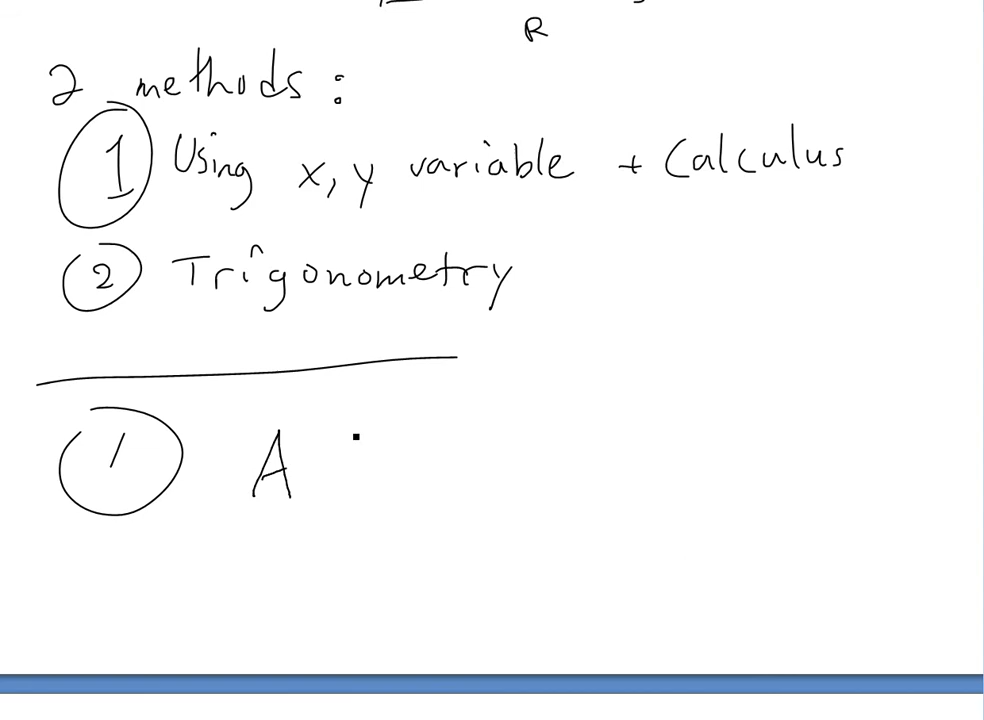 R
2 methods:
1 Using x, y variable + Calculus
2 Trigonometry
1 A